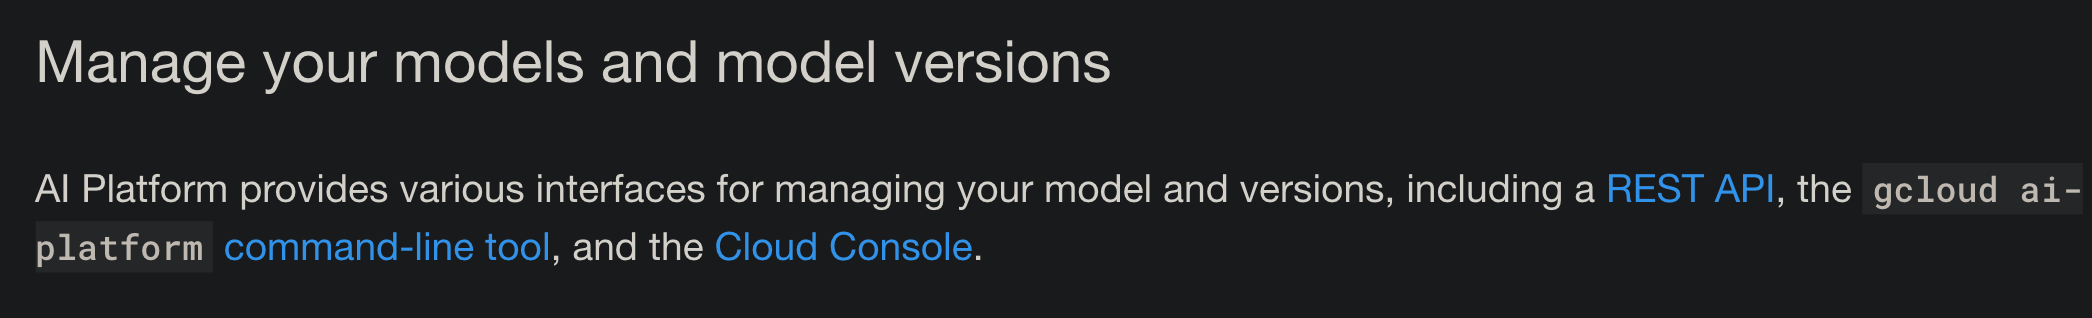 Manage your models and model versions
AI Platform provides various interfaces for managing your model and versions, including a REST API, the gcloud ai-
platform command-line tool, and the Cloud Console.